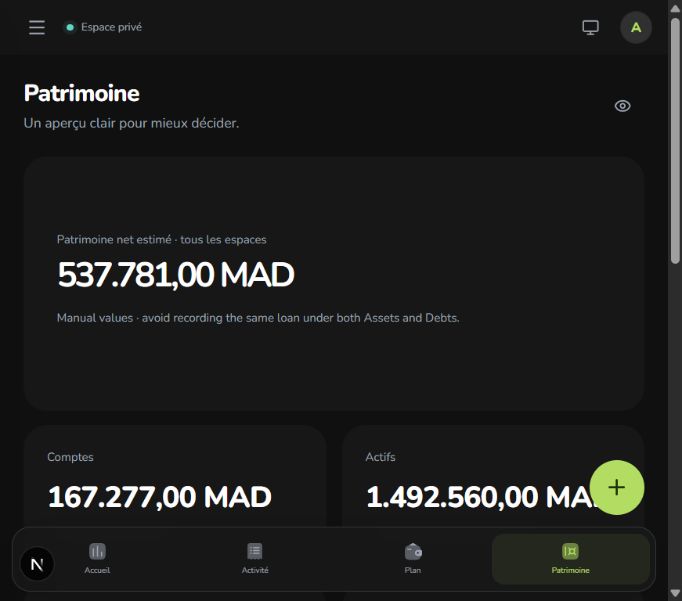 Espace privé
A
Patrimoine
Un aperçu clair pour mieux décider.
Patrimoine net estimé · tous les espaces
537.781,00 MAD
Manual values · avoid recording the same loan under both Assets and Debts.
Comptes
167.277,00 MAD
Actifs
1.492.560,00 MA
N
Accueil
Activité
Plan
Patrimoine